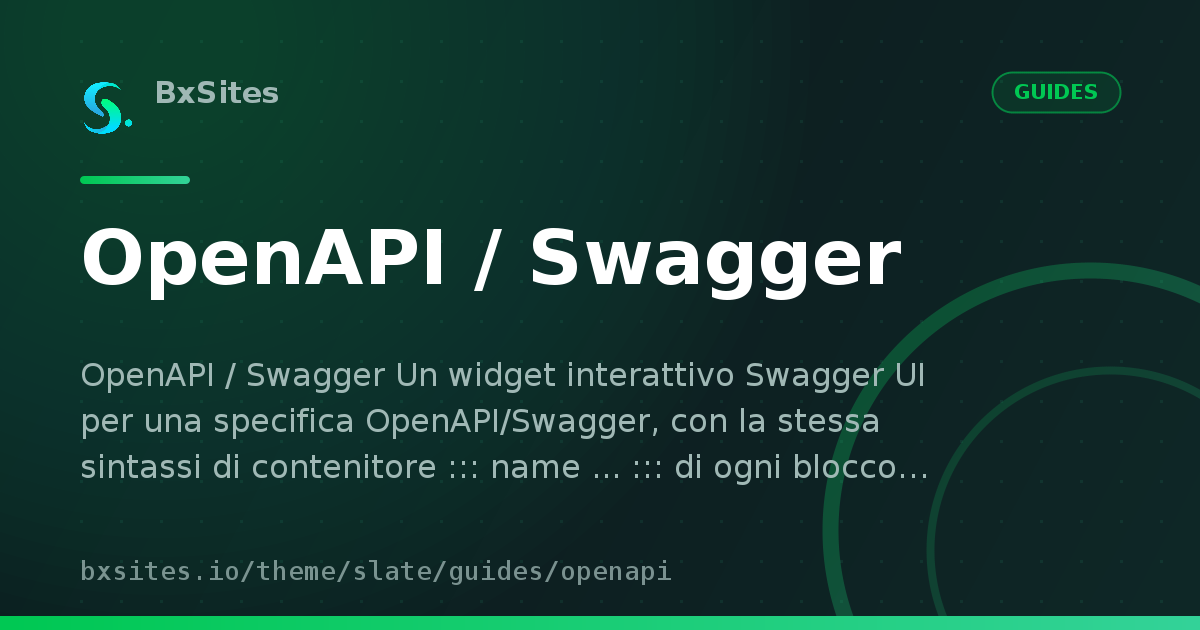 BxSites
GUIDES
OpenAPI / Swagger
OpenAPI / Swagger Un widget interattivo Swagger UI
per una specifica OpenAPI/Swagger, con la stessa
sintassi di contenitore ::: name ... ::: di ogni blocco...
bxsites.io/theme/slate/guides/openapi